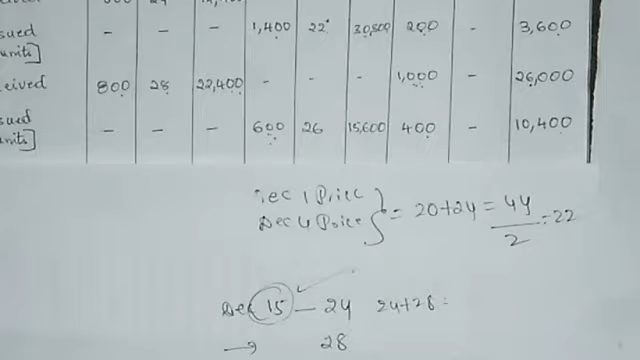 sued - - - 1,400 22 30,800 200 - 3,600
units]
eived 800 28 22,400 - - - 1,000 - 26,000
sued - - - 600 26 15,600 400 - 10,400
units]
Dec 1 Price
Dec 4 Price } = 20+24 = 44/2 = 22
Dec 15 - 24 24+28 =
→ 28